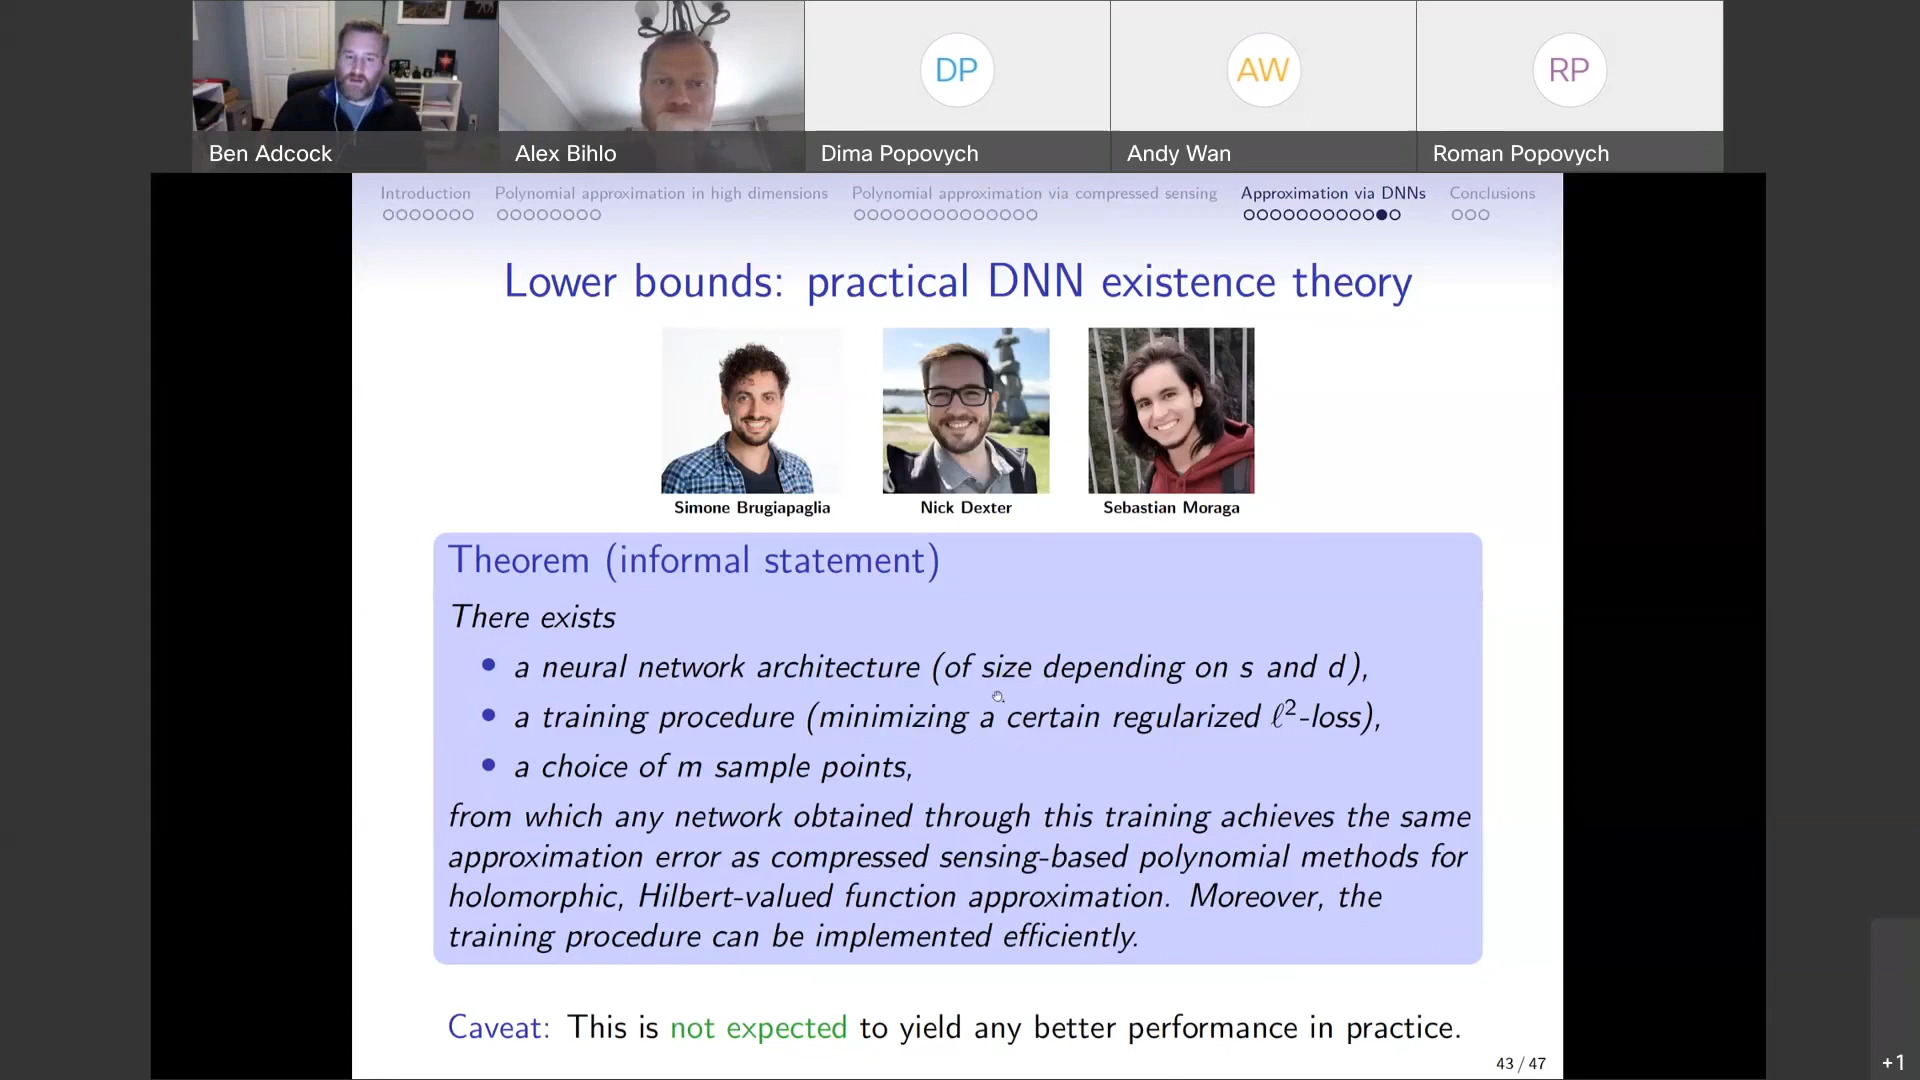 DP
AW
RP
Ben Adcock
Alex Bihlo
Dima Popovych
Andy Wan
Roman Popovych
Introduction
Polynomial approximation in high dimensions
Polynomial approximation via compressed sensing
Approximation via DNNs
Conclusions
Lower bounds: practical DNN existence theory
Simone Brugiapaglia
Nick Dexter
Sebastian Moraga
Theorem (informal statement)
There exists
• a neural network architecture (of size depending on s and d),
• a training procedure (minimizing a certain regularized ℓ²-loss),
• a choice of m sample points,
from which any network obtained through this training achieves the same
approximation error as compressed sensing-based polynomial methods for
holomorphic, Hilbert-valued function approximation. Moreover, the
training procedure can be implemented efficiently.
Caveat: This is not expected to yield any better performance in practice.
43 / 47
+1